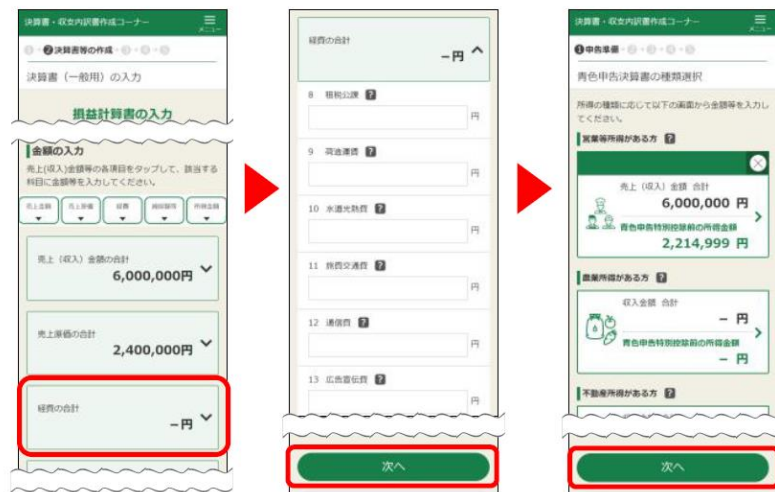 決算書・収支内訳書作成コーナー
メニュー
❷決算書等の作成
決算書（一般用）の入力
損益計算書の入力
金額の入力
売上(収入)金額等の各項目をタップして、該当する
科目に金額等を入力してください。
売上金額
売上原価
経費
所得金額
売上（収入）金額の合計
6,000,000円
売上原価の合計
2,400,000円
経費の合計
-円
経費の合計
-円
8 租税公課 ?
円
9 荷造運賃 ?
円
10 水道光熱費 ?
円
11 旅費交通費 ?
円
12 通信費 ?
円
13 広告宣伝費 ?
円
次へ
決算書・収支内訳書作成コーナー
メニュー
❶申告準備
青色申告決算書の種類選択
所得の種類に応じて以下の画面から金額等を入力し
てください。
営業等所得がある方 ?
売上（収入）金額 合計
6,000,000 円
青色申告特別控除前の所得金額
2,214,999 円
農業所得がある方 ?
収入金額 合計
- 円
青色申告特別控除前の所得金額
- 円
不動産所得がある方 ?
次へ